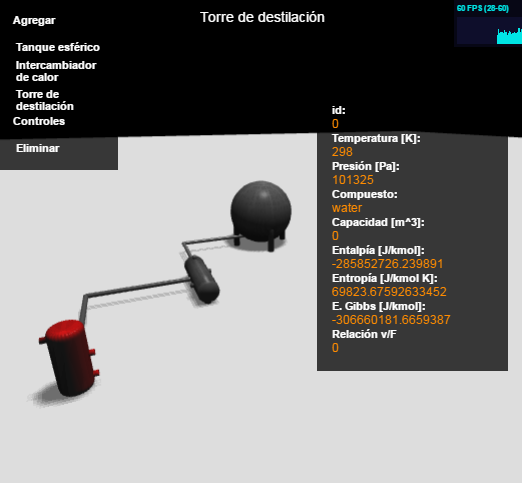 Agregar
Torre de destilación
60 FPS (28-60)
Tanque esférico
Intercambiador
de calor
Torre de
destilación
Controles
Eliminar
id:
0
Temperatura [K]:
298
Presión [Pa]:
101325
Compuesto:
water
Capacidad [m^3]:
0
Entalpía [J/kmol]:
-285852726.239891
Entropía [J/kmol K]:
69823.67592633452
E. Gibbs [J/kmol]:
-306660181.6659387
Relación v/F
0